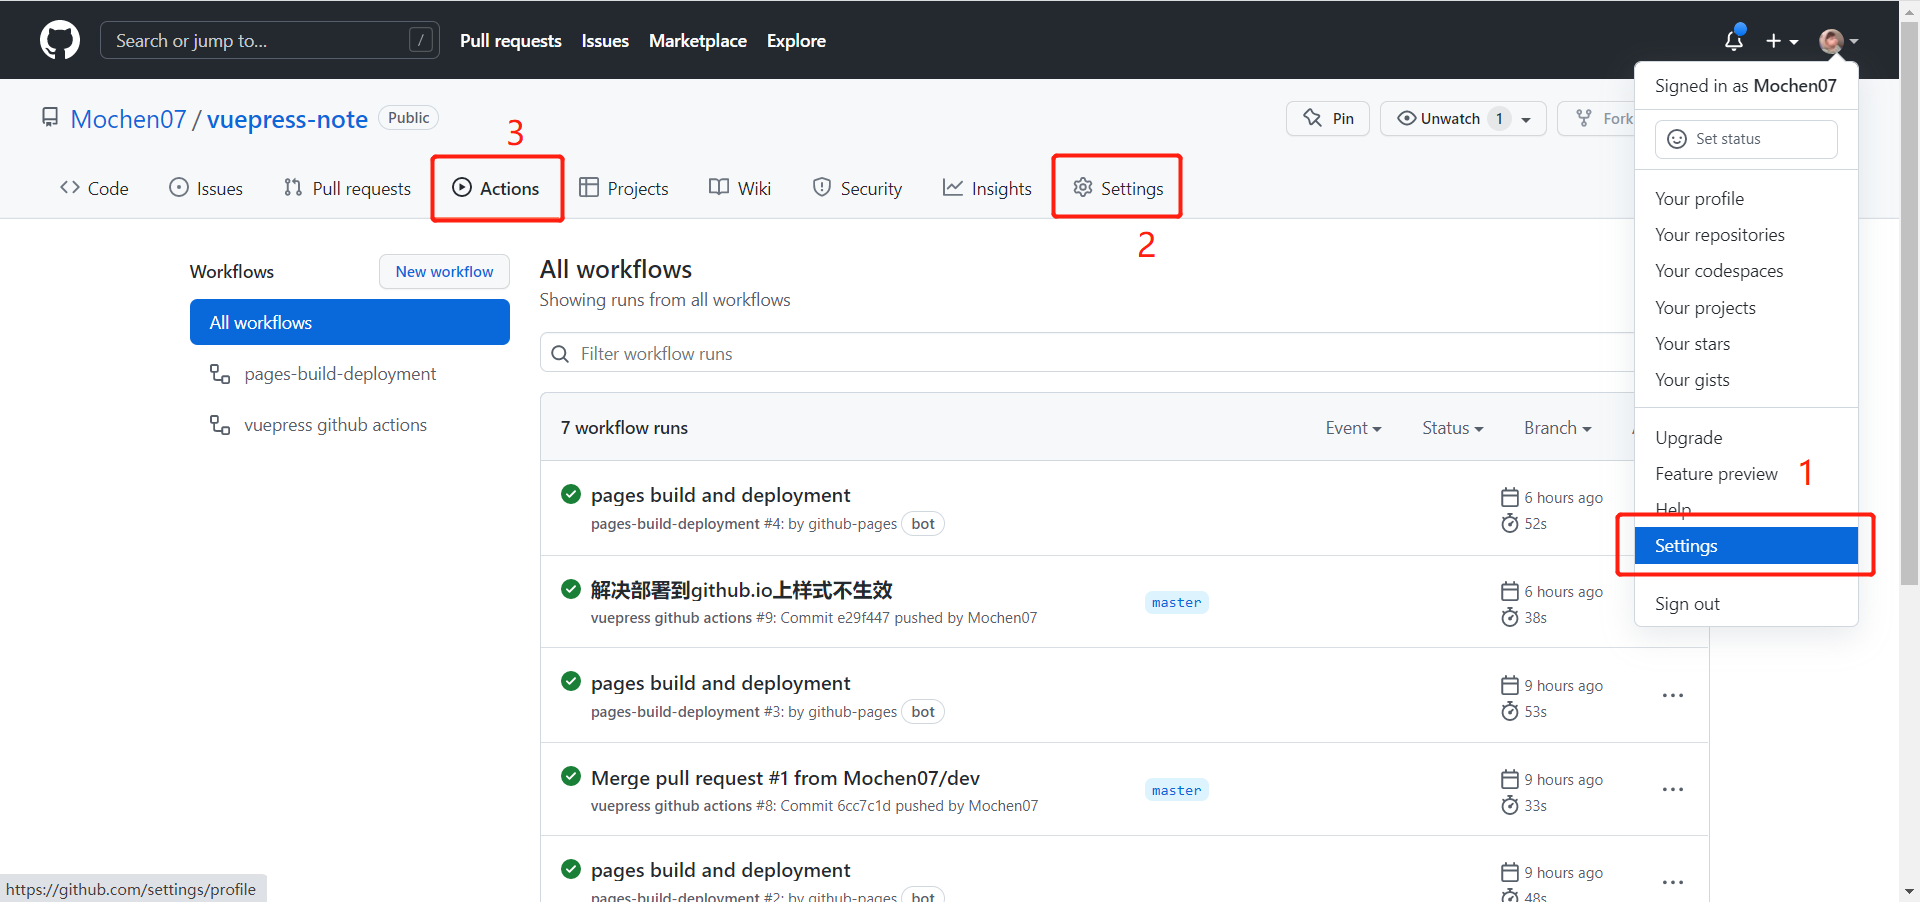 Search or jump to... /
Pull requests Issues Marketplace Explore
Signed in as Mochen07
Set status
Your profile
Your repositories
Your codespaces
Your projects
Your stars
Your gists
Upgrade
Feature preview
1
Help
Settings
Sign out
Mochen07 / vuepress-note Public
Pin
Unwatch 1
Fork
3
Code Issues Pull requests Actions Projects Wiki Security Insights Settings
2
Workflows
New workflow
All workflows
pages-build-deployment
vuepress github actions
All workflows
Showing runs from all workflows
Filter workflow runs
7 workflow runs Event Status Branch
pages build and deployment
pages-build-deployment #4: by github-pages bot
6 hours ago
52s
解决部署到github.io上样式不生效
vuepress github actions #9: Commit e29f447 pushed by Mochen07
master
6 hours ago
38s
pages build and deployment
pages-build-deployment #3: by github-pages bot
9 hours ago
53s
Merge pull request #1 from Mochen07/dev
vuepress github actions #8: Commit 6cc7c1d pushed by Mochen07
master
9 hours ago
33s
pages build and deployment
pages-build-deployment #2: by github-pages bot
9 hours ago
48s
https://github.com/settings/profile